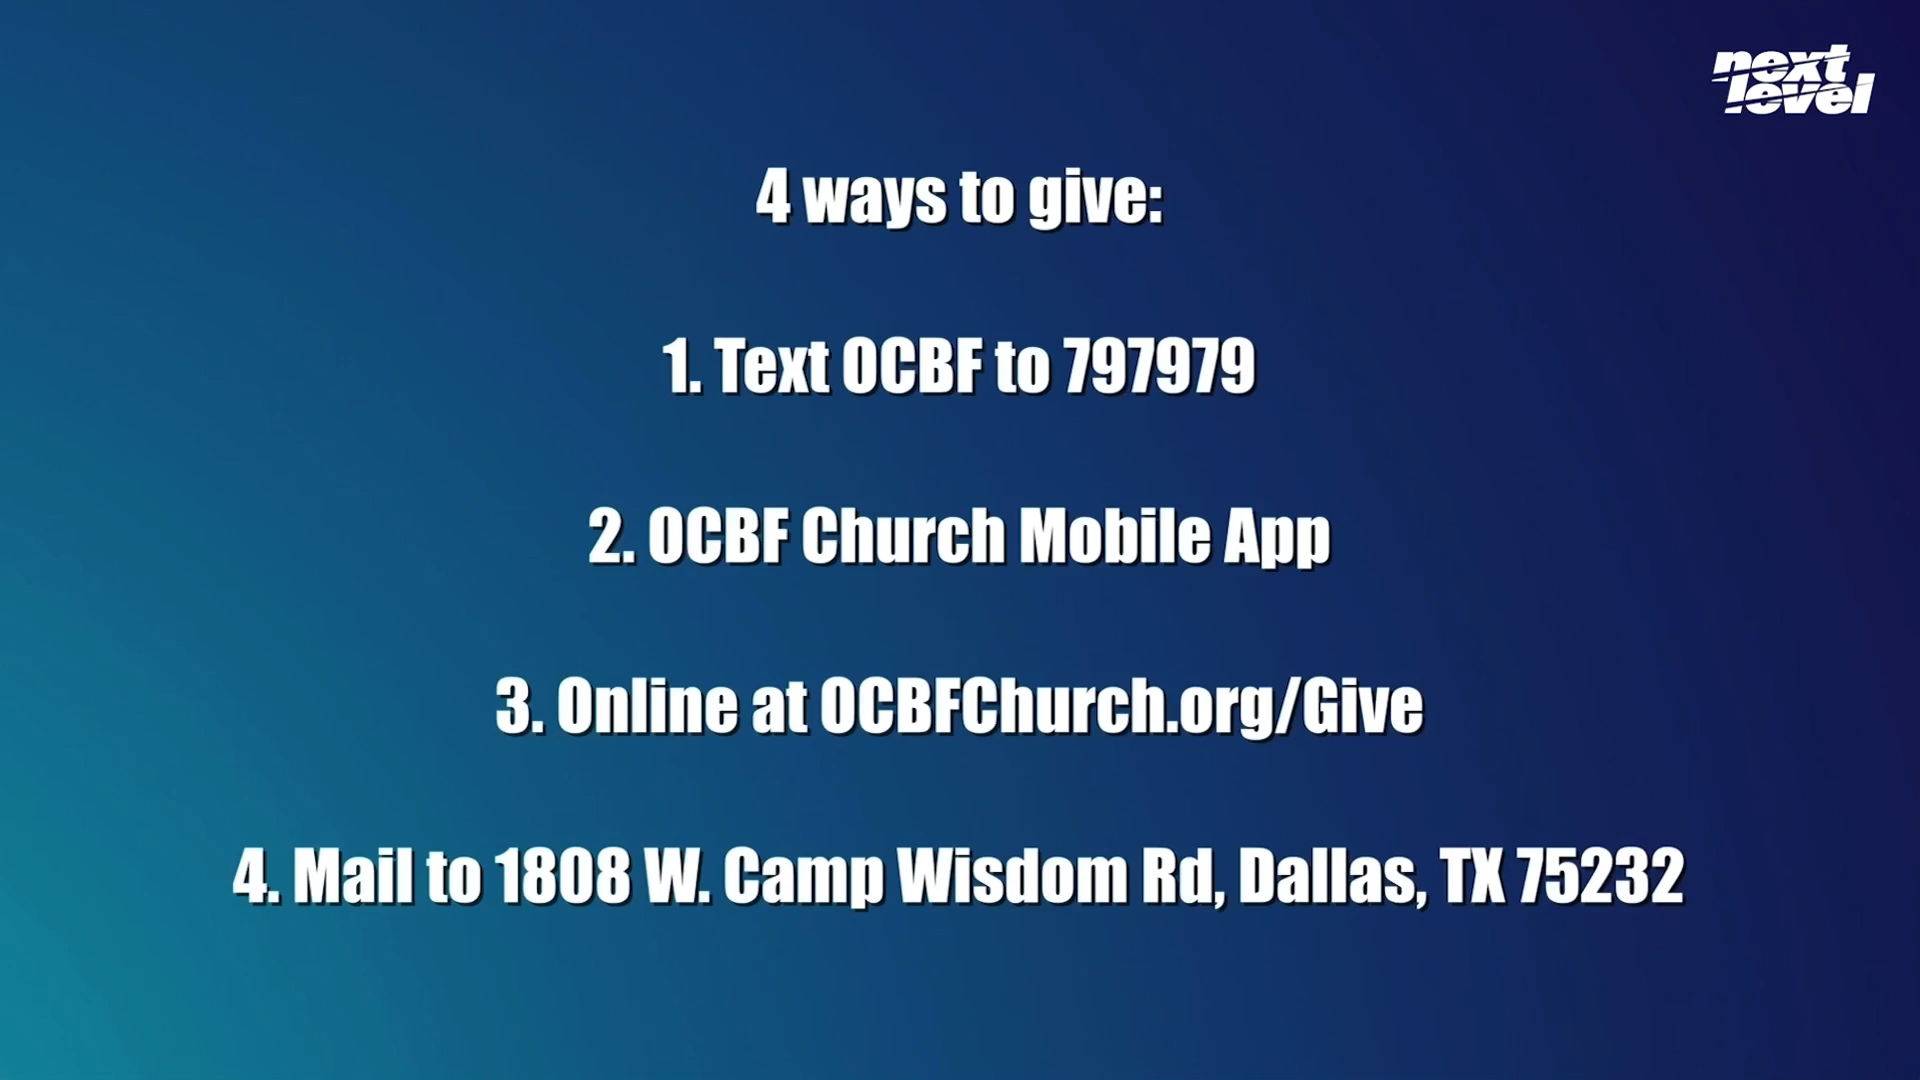 next
level
4 ways to give:
1. Text OCBF to 797979
2. OCBF Church Mobile App
3. Online at OCBFChurch.org/Give
4. Mail to 1808 W. Camp Wisdom Rd, Dallas, TX 75232